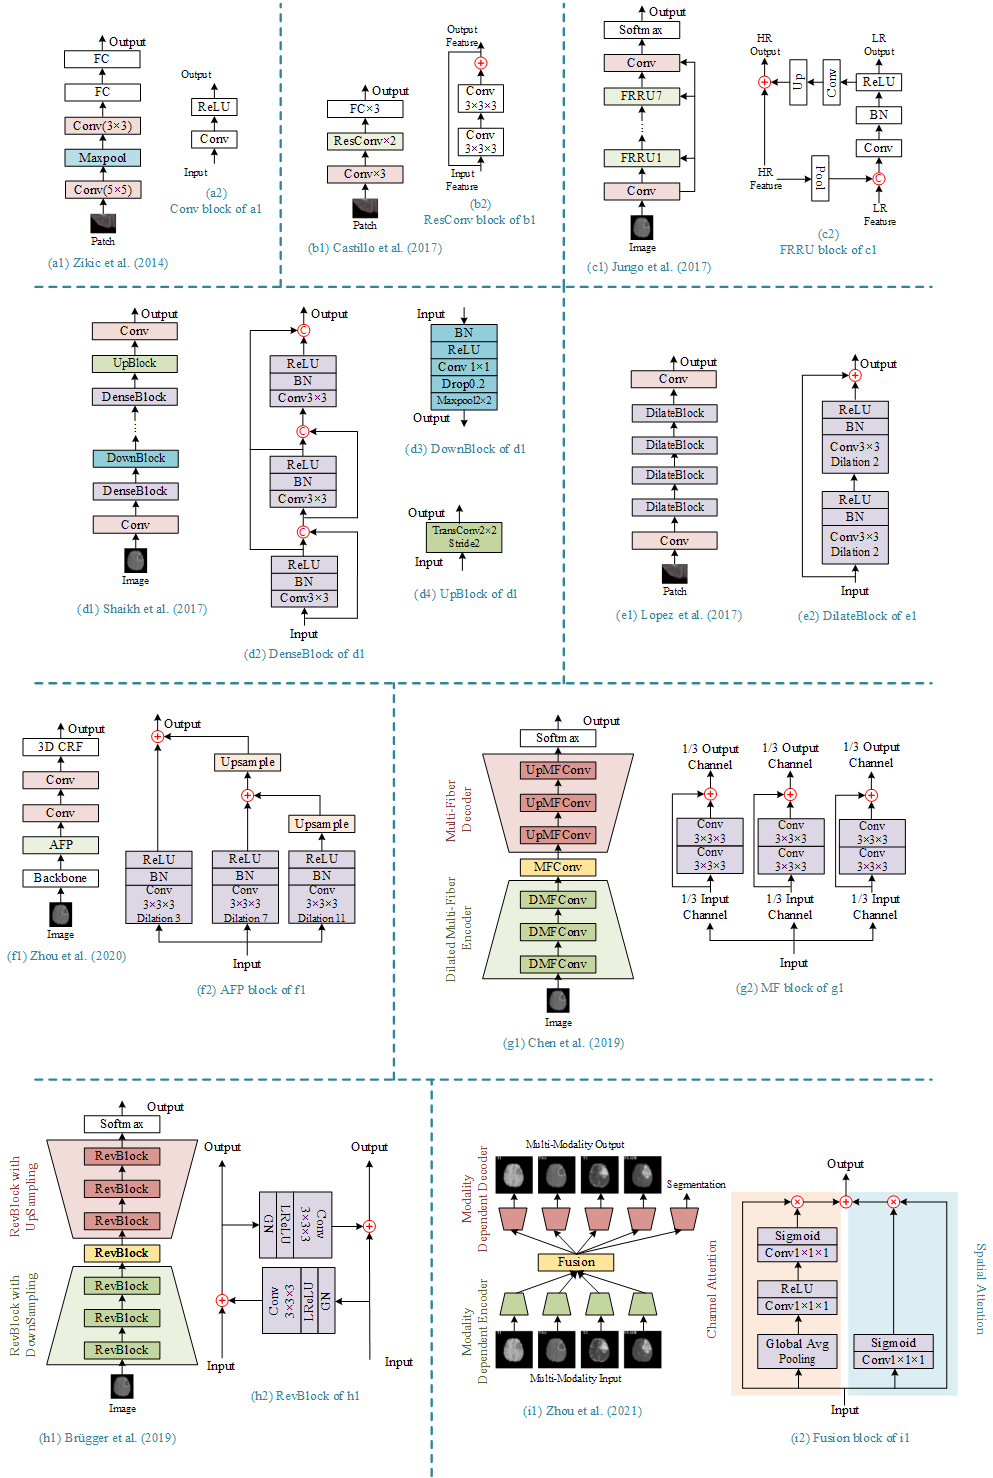 Output
FC
FC
Conv(3×3)
Maxpool
Conv(5×5)
Patch
(a1) Zikic et al. (2014)
Output
ReLU
Conv
Input
(a2)
Conv block of a1
Output
FC×3
ResConv×2
Conv×3
Patch
(b1) Castillo et al. (2017)
Output
Feature
Conv
3×3×3
Conv
3×3×3
Input
Feature
(b2)
ResConv block of b1
Output
Softmax
Conv
FRRU7
......
FRRU1
Conv
Image
(c1) Jungo et al. (2017)
HR
Output
LR
Output
Up
Conv
ReLU
BN
Conv
HR
Feature
Pool
C
LR
Feature
(c2)
FRRU block of c1
Output
Conv
UpBlock
DenseBlock
......
DownBlock
DenseBlock
Conv
Image
(d1) Shaikh et al. (2017)
Output
C
ReLU
BN
Conv3×3
C
ReLU
BN
Conv3×3
C
ReLU
BN
Conv3×3
Input
(d2) DenseBlock of d1
Input
BN
ReLU
Conv 1×1
Drop0.2
Maxpool2×2
Output
(d3) DownBlock of d1
Output
TransConv2×2
Stride2
Input
(d4) UpBlock of d1
Output
Conv
DilateBlock
DilateBlock
DilateBlock
DilateBlock
Conv
Patch
(e1) Lopez et al. (2017)
Output
ReLU
BN
Conv3×3
Dilation 2
ReLU
BN
Conv3×3
Dilation 2
Input
(e2) DilateBlock of e1
Output
3D CRF
Conv
Conv
AFP
Backbone
Image
(f1) Zhou et al. (2020)
Output
Upsample
Upsample
ReLU
BN
Conv
3×3×3
Dilation 3
ReLU
BN
Conv
3×3×3
Dilation 7
ReLU
BN
Conv
3×3×3
Dilation 11
Input
(f2) AFP block of f1
Output
Softmax
Multi-Fiber
Decoder
UpMFConv
UpMFConv
UpMFConv
MFConv
Dilated Multi-Fiber
Encoder
DMFConv
DMFConv
DMFConv
Image
(g1) Chen et al. (2019)
1/3 Output
Channel
1/3 Output
Channel
1/3 Output
Channel
Conv
3×3×3
Conv
3×3×3
Conv
3×3×3
Conv
3×3×3
Conv
3×3×3
Conv
3×3×3
1/3 Input
Channel
1/3 Input
Channel
1/3 Input
Channel
Input
(g2) MF block of g1
Output
Softmax
RevBlock with
UpSampling
RevBlock
RevBlock
RevBlock
RevBlock
RevBlock with
DownSampling
RevBlock
RevBlock
RevBlock
Image
(h1) Brügger et al. (2019)
Output
Output
GN
LReLU
Conv
3×3×3
Conv
3×3×3
LReLU
GN
Input
Input
(h2) RevBlock of h1
Multi-Modality Output
Modality
Dependent Decoder
Segmentation
Fusion
Modality
Dependent Encoder
Multi-Modality Input
(i1) Zhou et al. (2021)
Output
Channel Attention
Sigmoid
Conv1×1×1
ReLU
Conv1×1×1
Global Avg
Pooling
Sigmoid
Conv1×1×1
Spatial Attention
Input
(i2) Fusion block of i1